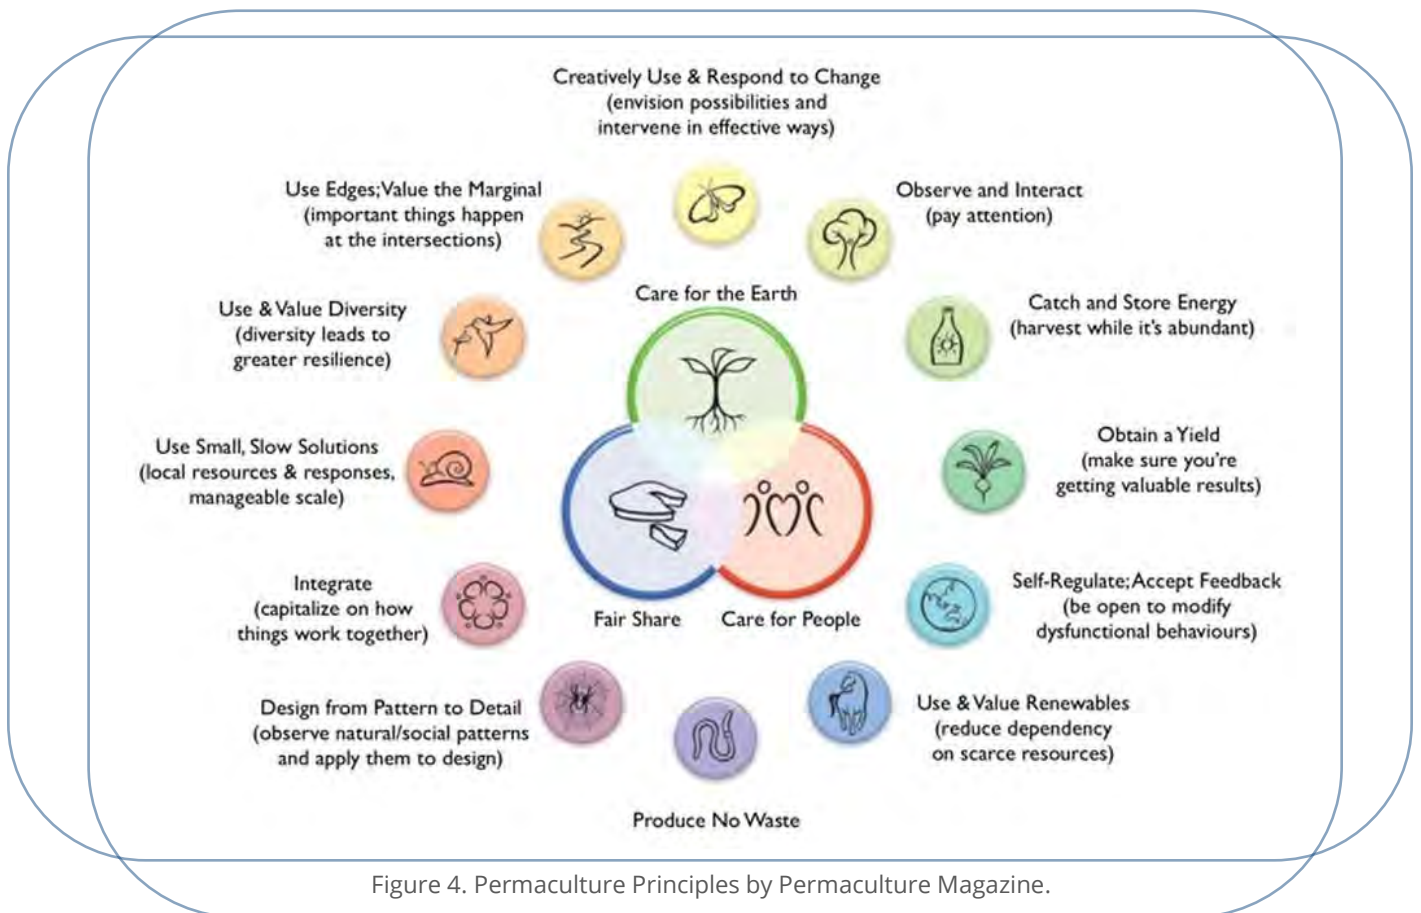 Creatively Use & Respond to Change
(envision possibilities and
intervene in effective ways)
Use Edges; Value the Marginal
(important things happen
at the intersections)
Observe and Interact
(pay attention)
Care for the Earth
Use & Value Diversity
(diversity leads to
greater resilience)
Catch and Store Energy
(harvest while it's abundant)
Use Small, Slow Solutions
(local resources & responses,
manageable scale)
Obtain a Yield
(make sure you're
getting valuable results)
Integrate
(capitalize on how
things work together)
Self-Regulate; Accept Feedback
(be open to modify
dysfunctional behaviours)
Fair Share
Care for People
Design from Pattern to Detail
(observe natural/social patterns
and apply them to design)
Use & Value Renewables
(reduce dependency
on scarce resources)
Produce No Waste
Figure 4. Permaculture Principles by Permaculture Magazine.